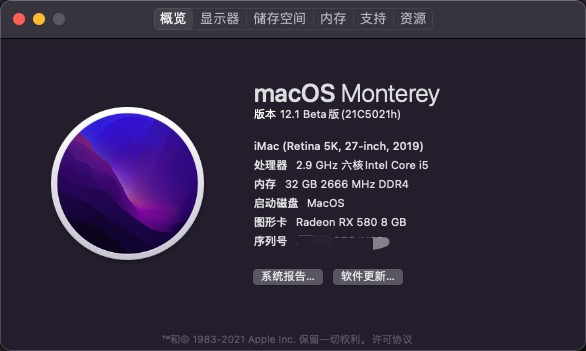 概览 显示器 储存空间 内存 支持 资源
macOS Monterey
版本 12.1 Beta版 (21C5021h)
iMac (Retina 5K, 27-inch, 2019)
处理器 2.9 GHz 六核Intel Core i5
内存 32 GB 2666 MHz DDR4
启动磁盘 MacOS
图形卡 Radeon RX 580 8 GB
序列号
系统报告... 软件更新...
™和© 1983-2021 Apple Inc. 保留一切权利。许可协议